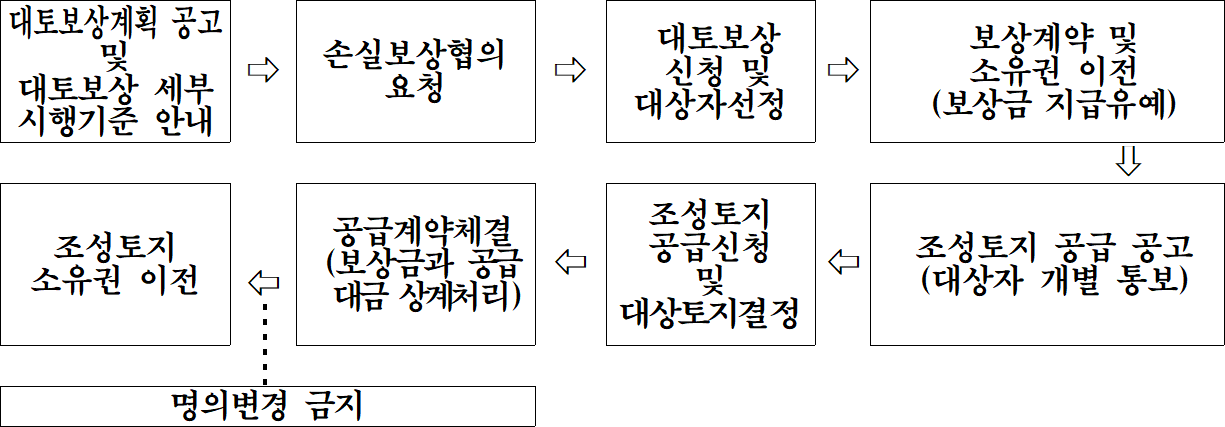 대토보상계획 공고
및
대토보상 세부
시행기준 안내
손실보상협의
요청
대토보상
신청 및
대상자선정
보상계약 및
소유권 이전
(보상금 지급유예)
조성토지 공급 공고
(대상자 개별 통보)
조성토지
공급신청
및
대상토지결정
공급계약체결
(보상금과 공급
대금 상계처리)
조성토지
소유권 이전
명의변경 금지